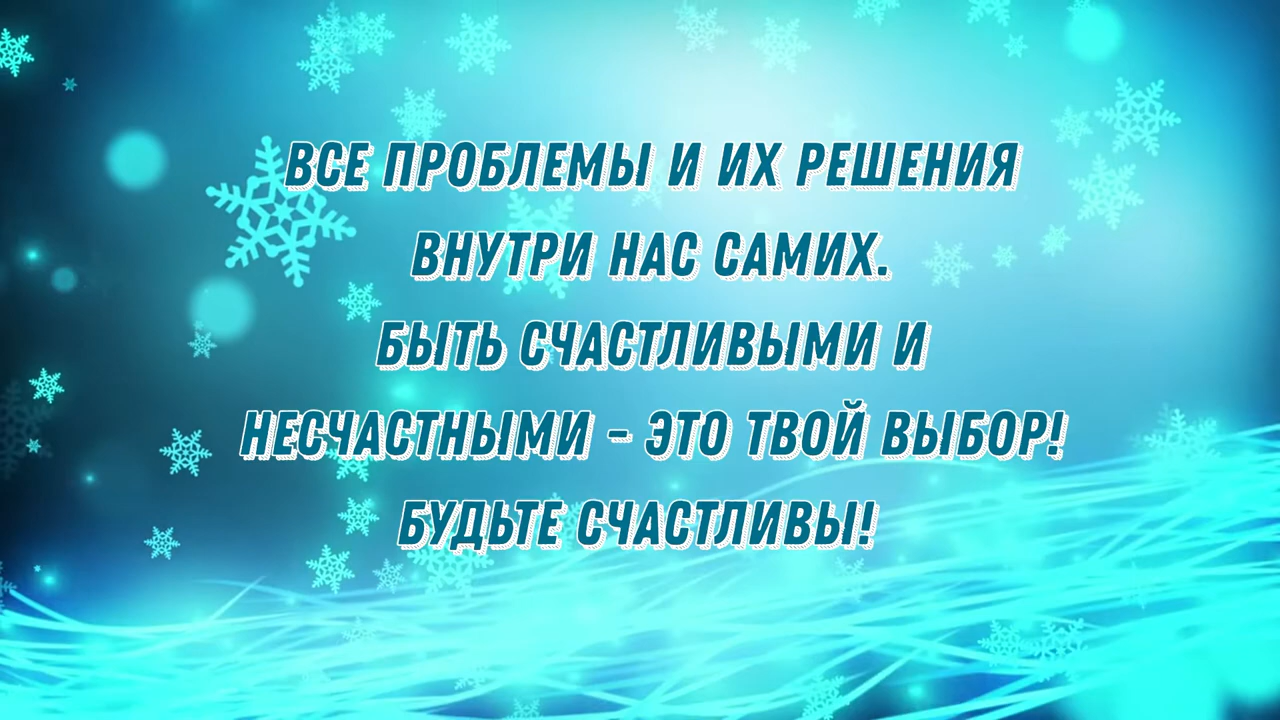 ВСЕ ПРОБЛЕМЫ И ИХ РЕШЕНИЯ
ВНУТРИ НАС САМИХ.
БЫТЬ СЧАСТЛИВЫМИ И
НЕСЧАСТНЫМИ - ЭТО ТВОЙ ВЫБОР!
БУДЬТЕ СЧАСТЛИВЫ!